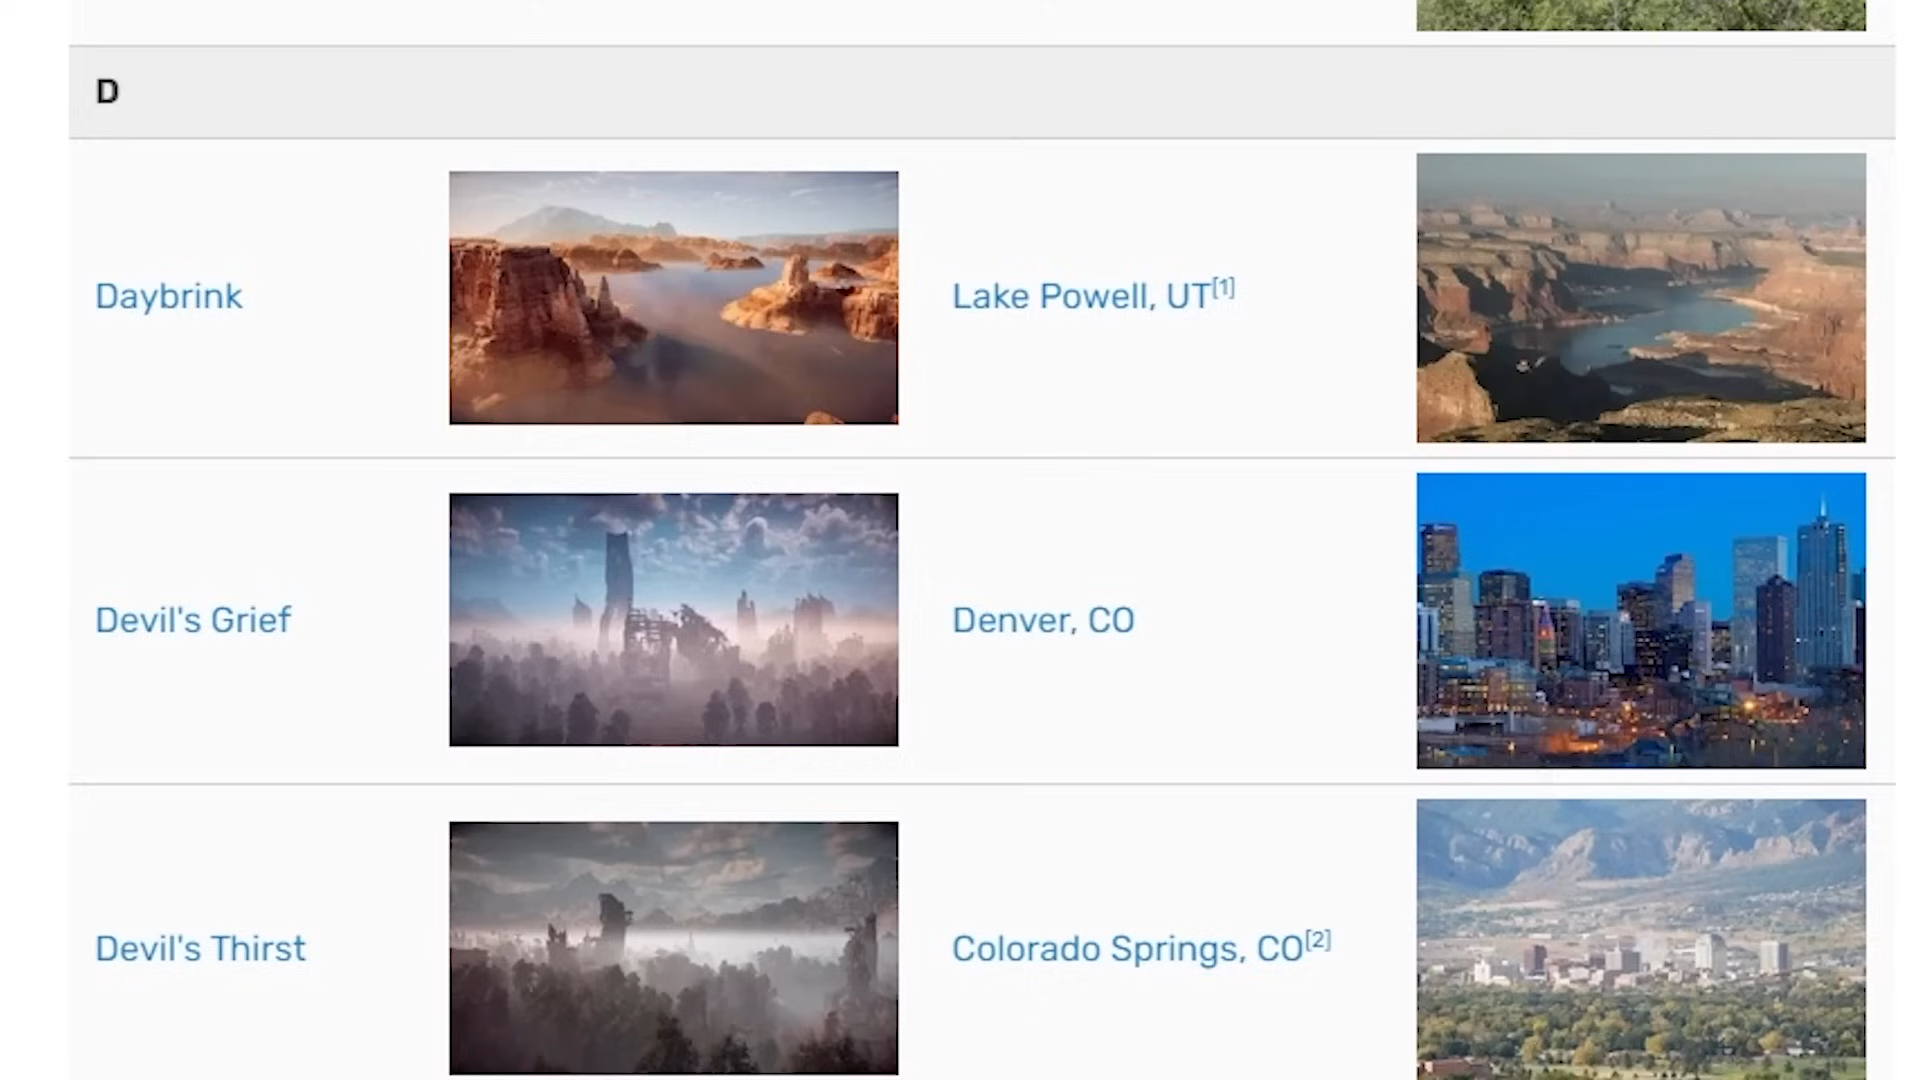 D
Daybrink
Lake Powell, UT[1]
Devil's Grief
Denver, CO
Devil's Thirst
Colorado Springs, CO[2]